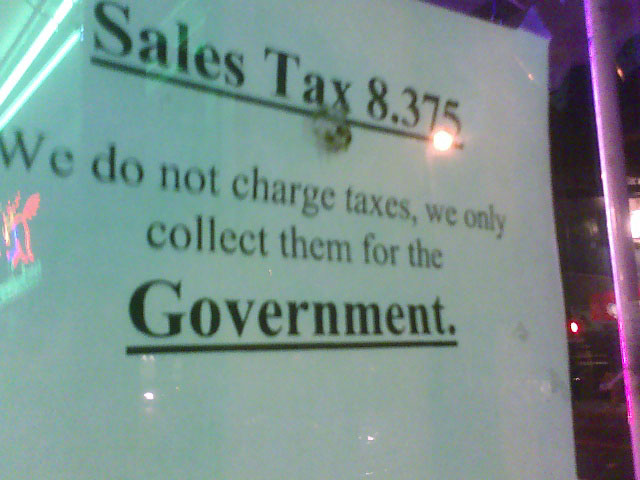 Sales Tax 8.375
We do not charge taxes, we only
collect them for the
Government.